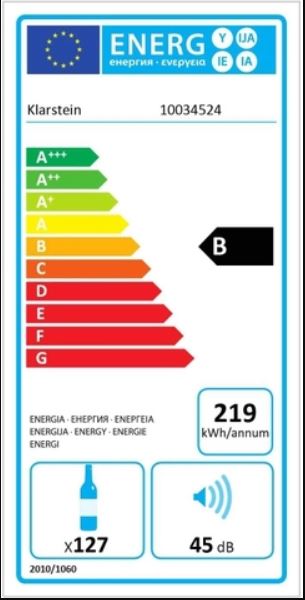 ENERG Y IJA
енергия · ενεργεια IE IA
Klarstein 10034524
A+++
A++
A+
A
B
B
C
D
E
F
G
ENERGIA · ЕНЕРГИЯ · ΕΝΕΡΓΕΙΑ
ENERGIJA · ENERGY · ENERGIE
ENERGI
219
kWh/annum
X127
45 dB
2010/1060